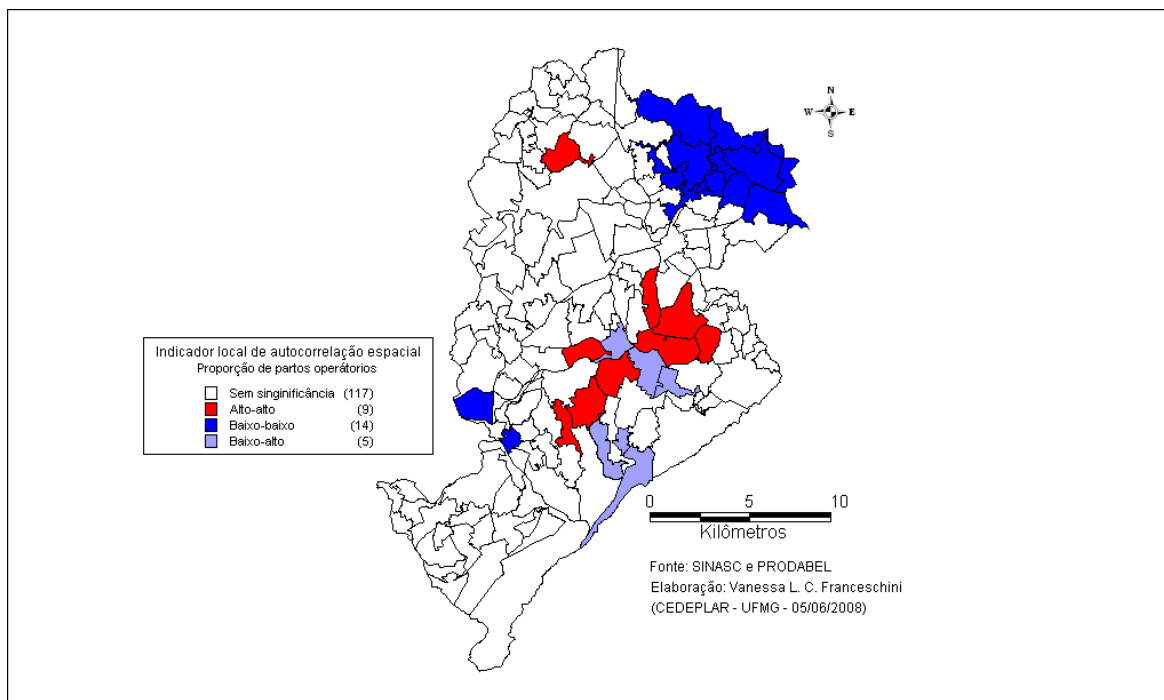 N
W E
S
Indicador local de autocorrelação espacial
Proporção de partos operátorios
Sem singinificância (117)
Alto-alto (9)
Baixo-baixo (14)
Baixo-alto (5)
0 5 10
Kilômetros
Fonte: SINASC e PRODABEL
Elaboração: Vanessa L. C. Franceschini
(CEDEPLAR - UFMG - 05/06/2008)